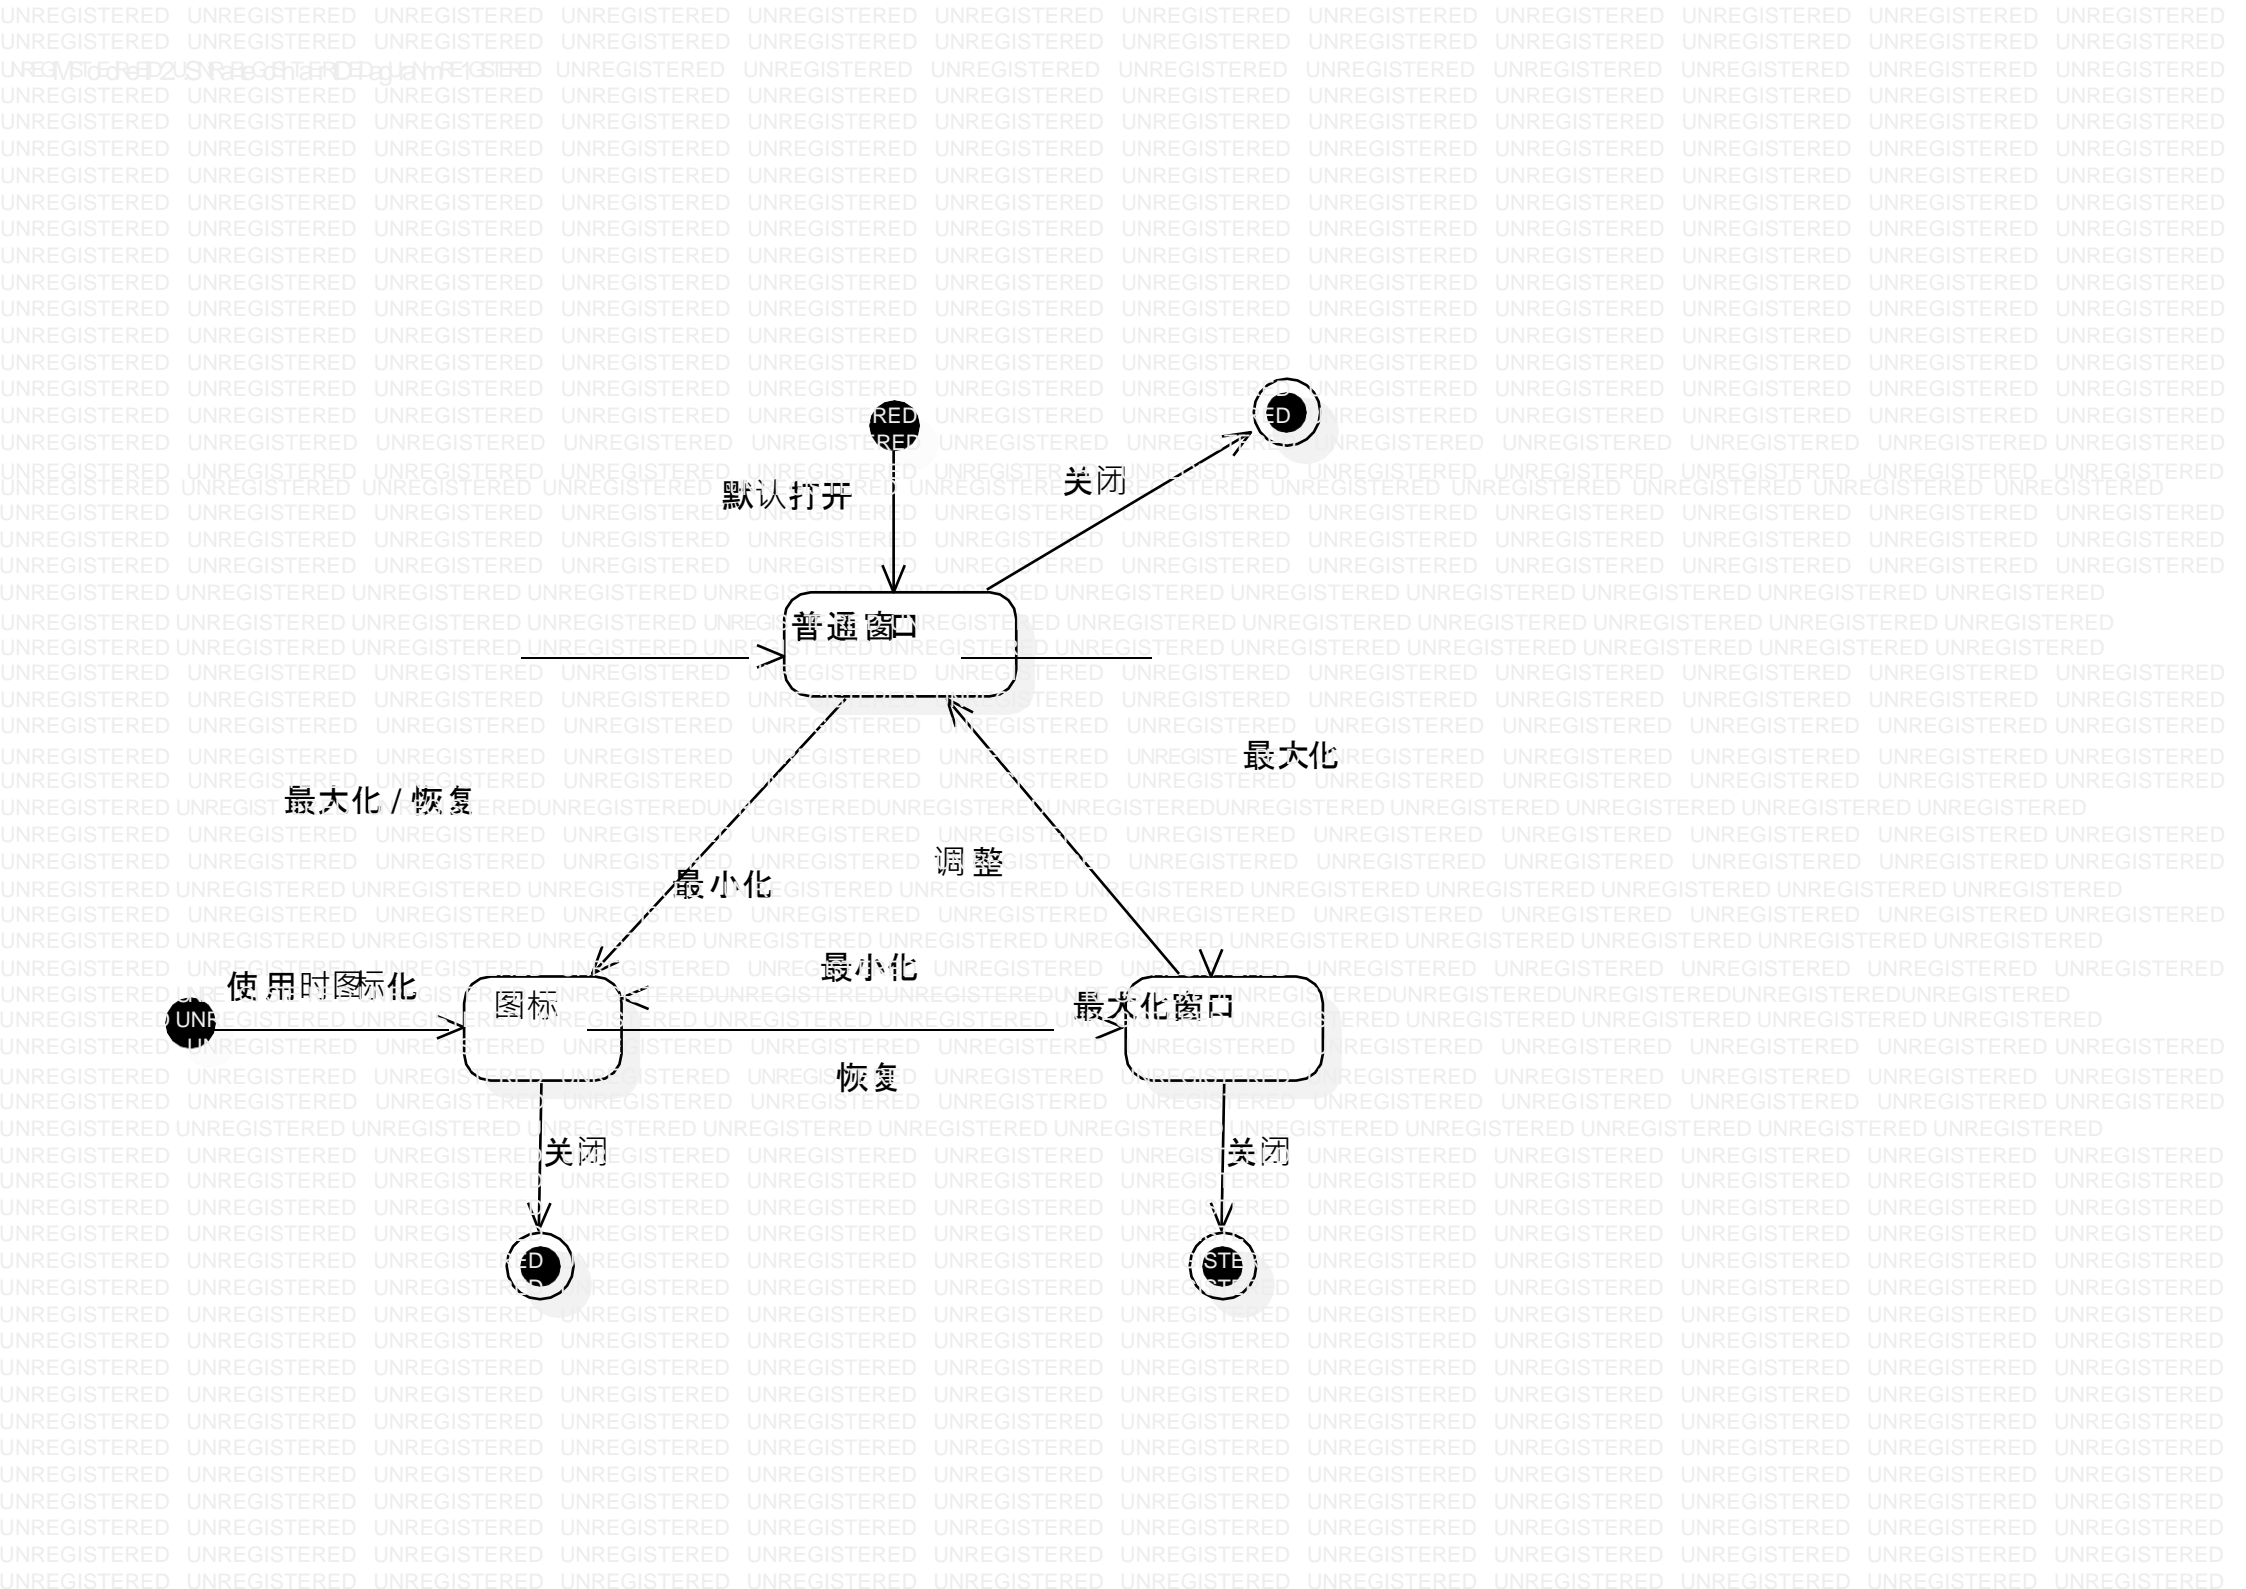 默认打开
关闭
普通窗口
最大化
最大化 / 恢复
调整
最小化
最小化
使用时图标化
图标
最大化窗口
恢复
关闭
关闭
UNREGISTERED